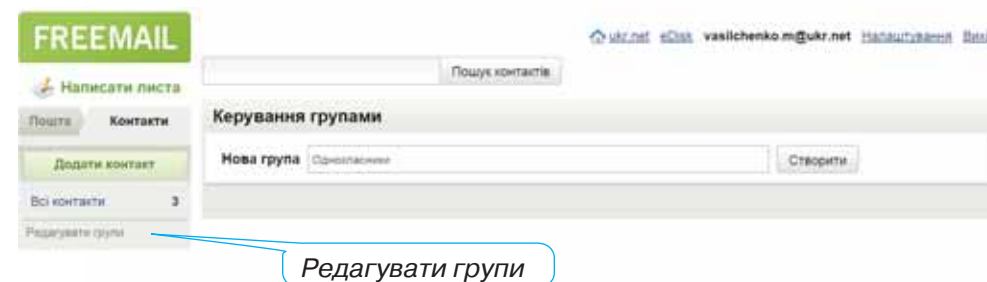 FREEMAIL
ukr.net eDisk vasilchenko.m@ukr.net Налаштування
Пошук контактів
Написати листа
Пошта Контакти
Керування групами
Додати контакт
Нова група Однокласники Створити
Всі контакти 3
Редагувати групи
Редагувати групи